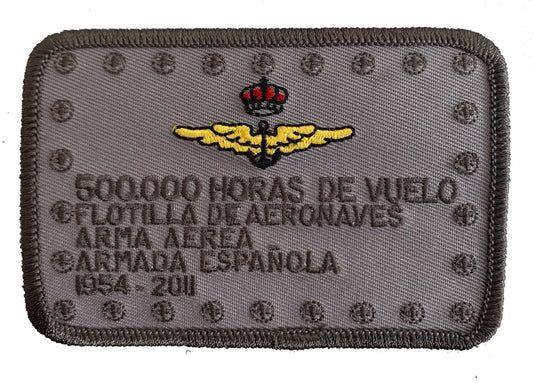 500.000 HORAS DE VUELO
FLOTILLA DE AERONAVES
ARMA AEREA
ARMADA ESPAÑOLA
1954-2011